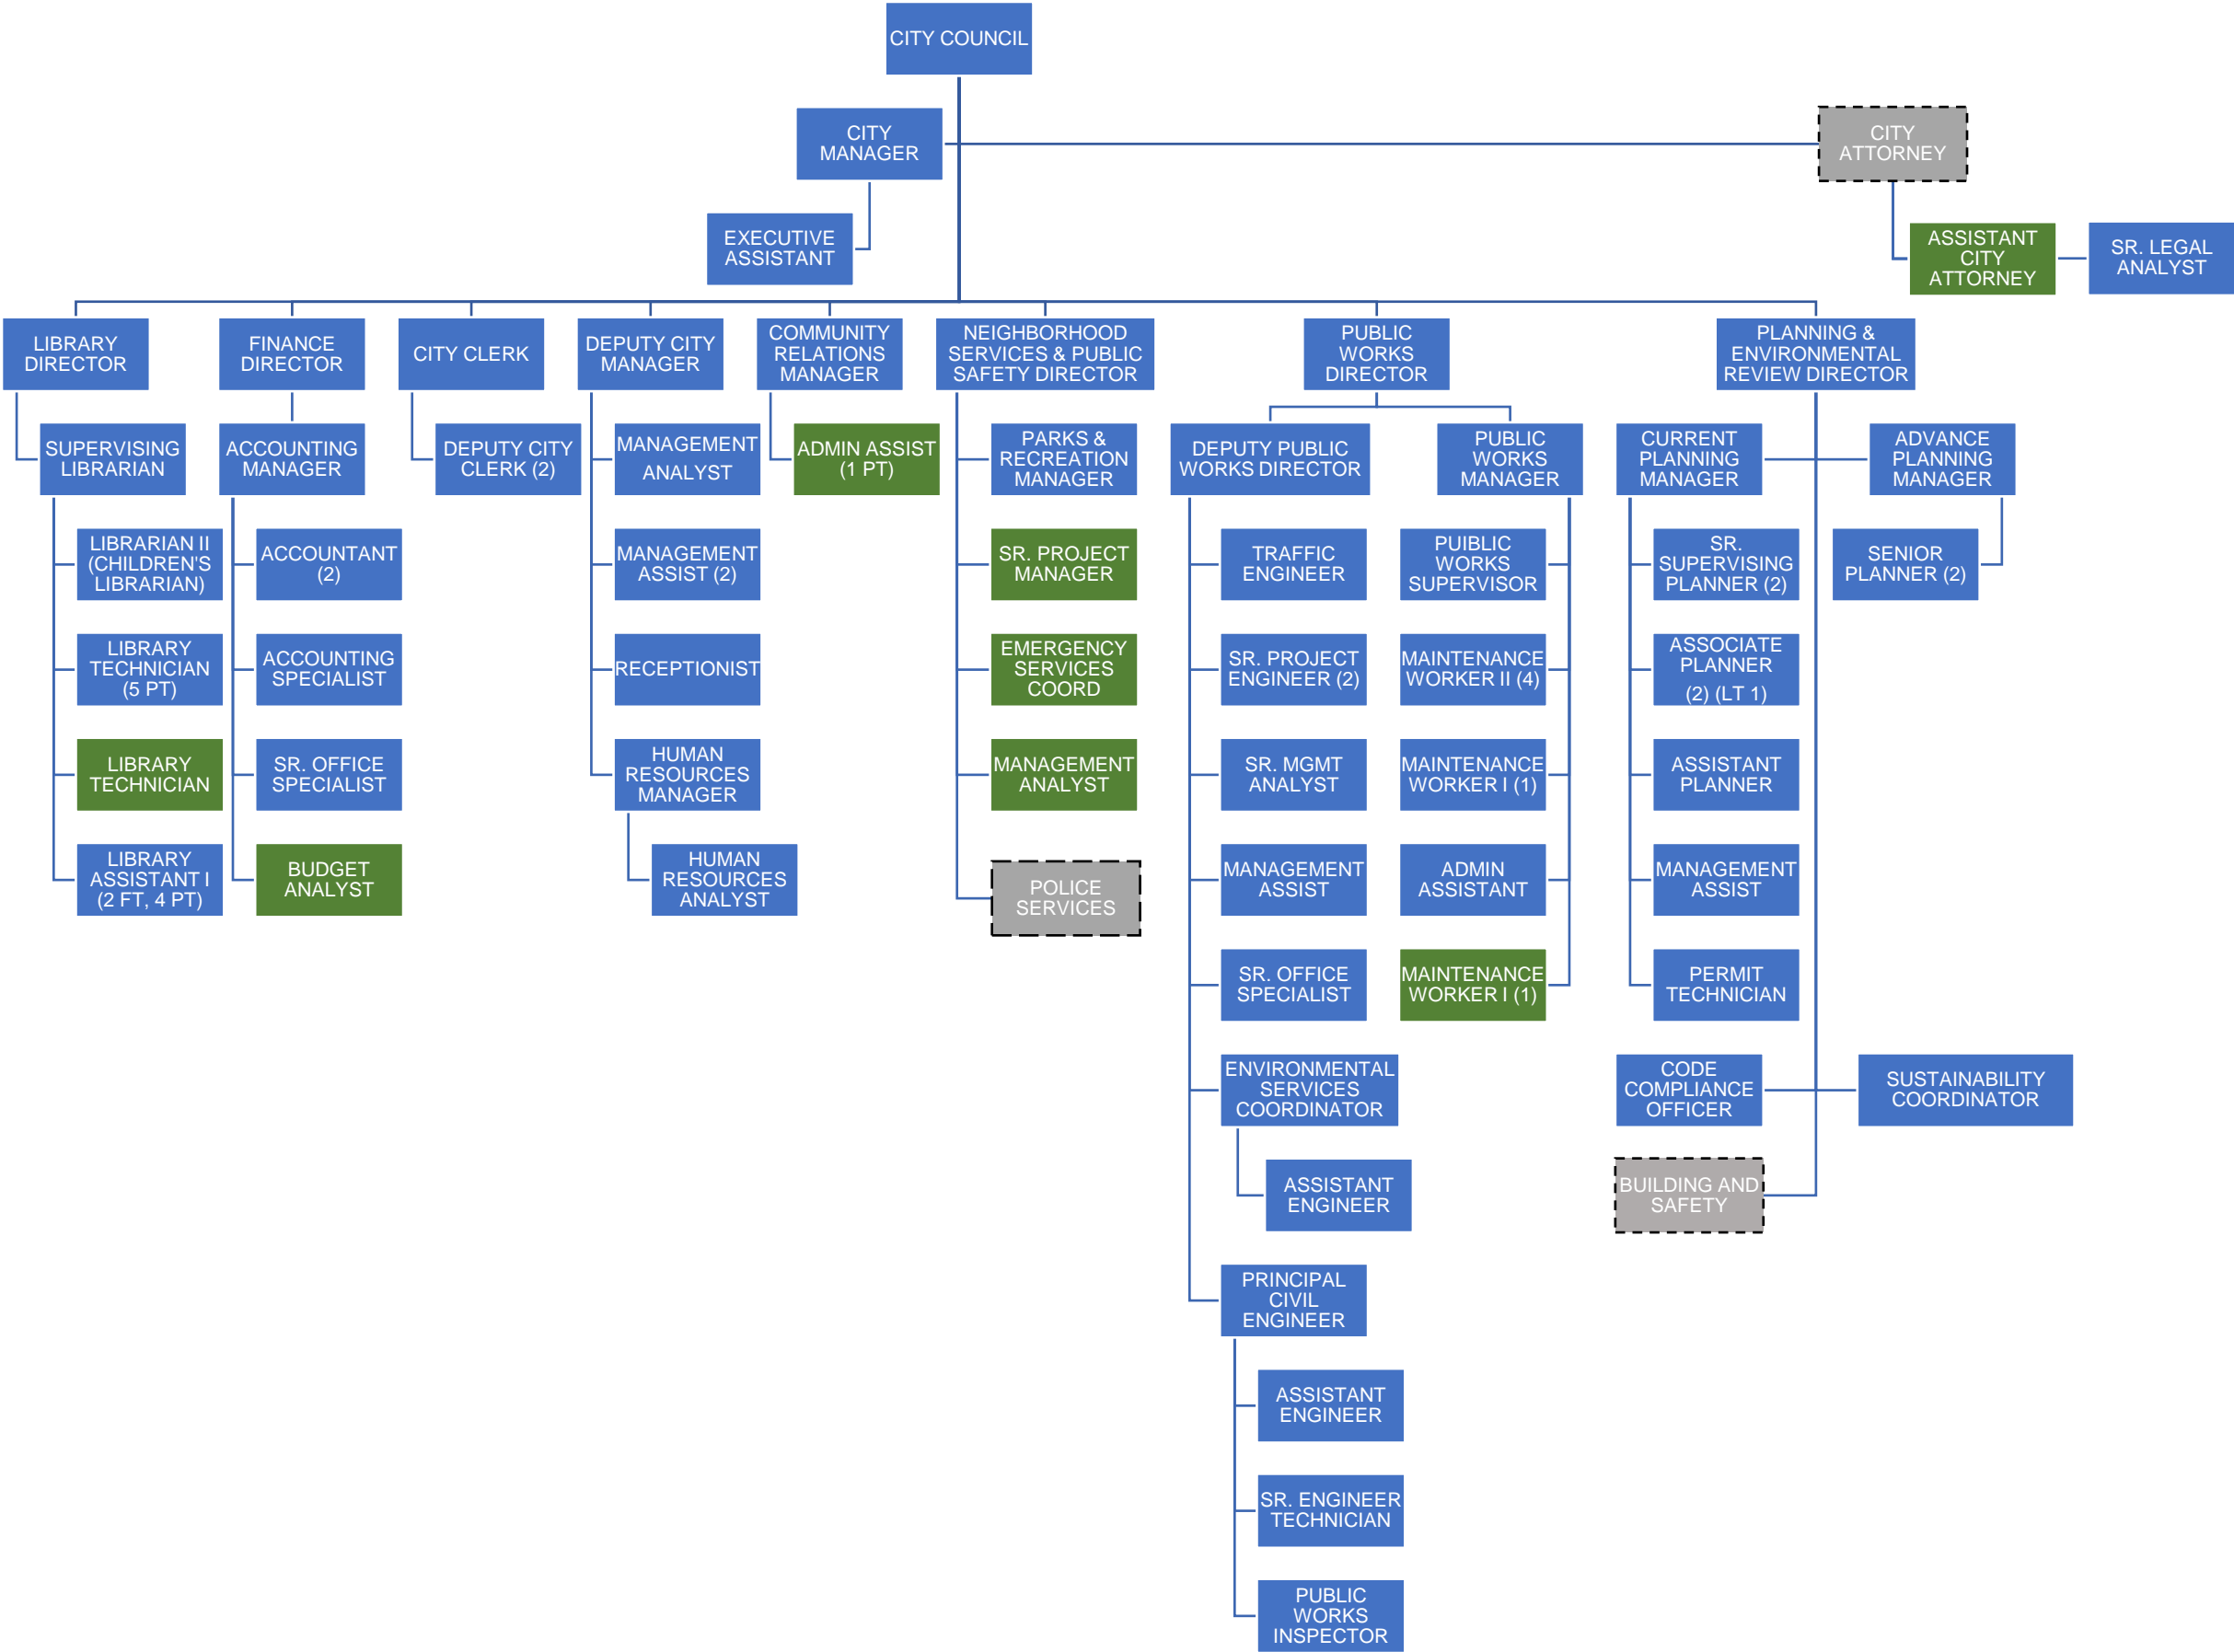 CITY COUNCIL
CITY
MANAGER
CITY
ATTORNEY
EXECUTIVE
ASSISTANT
ASSISTANT
CITY
ATTORNEY
SR. LEGAL
ANALYST
LIBRARY
DIRECTOR
FINANCE
DIRECTOR
CITY CLERK
DEPUTY CITY
MANAGER
COMMUNITY
RELATIONS
MANAGER
NEIGHBORHOOD
SERVICES & PUBLIC
SAFETY DIRECTOR
PUBLIC
WORKS
DIRECTOR
PLANNING &
ENVIRONMENTAL
REVIEW DIRECTOR
SUPERVISING
LIBRARIAN
ACCOUNTING
MANAGER
DEPUTY CITY
CLERK (2)
MANAGEMENT
ANALYST
ADMIN ASSIST
(1 PT)
PARKS &
RECREATION
MANAGER
DEPUTY PUBLIC
WORKS DIRECTOR
PUBLIC
WORKS
MANAGER
CURRENT
PLANNING
MANAGER
ADVANCE
PLANNING
MANAGER
LIBRARIAN II
(CHILDREN'S
LIBRARIAN)
ACCOUNTANT
(2)
MANAGEMENT
ASSIST (2)
SR. PROJECT
MANAGER
TRAFFIC
ENGINEER
PUIBLIC
WORKS
SUPERVISOR
SR.
SUPERVISING
PLANNER (2)
SENIOR
PLANNER (2)
LIBRARY
TECHNICIAN
(5 PT)
ACCOUNTING
SPECIALIST
RECEPTIONIST
EMERGENCY
SERVICES
COORD
SR. PROJECT
ENGINEER (2)
MAINTENANCE
WORKER II (4)
ASSOCIATE
PLANNER
(2) (LT 1)
LIBRARY
TECHNICIAN
SR. OFFICE
SPECIALIST
HUMAN
RESOURCES
MANAGER
MANAGEMENT
ANALYST
SR. MGMT
ANALYST
MAINTENANCE
WORKER I (1)
ASSISTANT
PLANNER
LIBRARY
ASSISTANT I
(2 FT, 4 PT)
BUDGET
ANALYST
HUMAN
RESOURCES
ANALYST
POLICE
SERVICES
MANAGEMENT
ASSIST
ADMIN
ASSISTANT
MANAGEMENT
ASSIST
SR. OFFICE
SPECIALIST
MAINTENANCE
WORKER I (1)
PERMIT
TECHNICIAN
ENVIRONMENTAL
SERVICES
COORDINATOR
CODE
COMPLIANCE
OFFICER
SUSTAINABILITY
COORDINATOR
ASSISTANT
ENGINEER
BUILDING AND
SAFETY
PRINCIPAL
CIVIL
ENGINEER
ASSISTANT
ENGINEER
SR. ENGINEER
TECHNICIAN
PUBLIC
WORKS
INSPECTOR